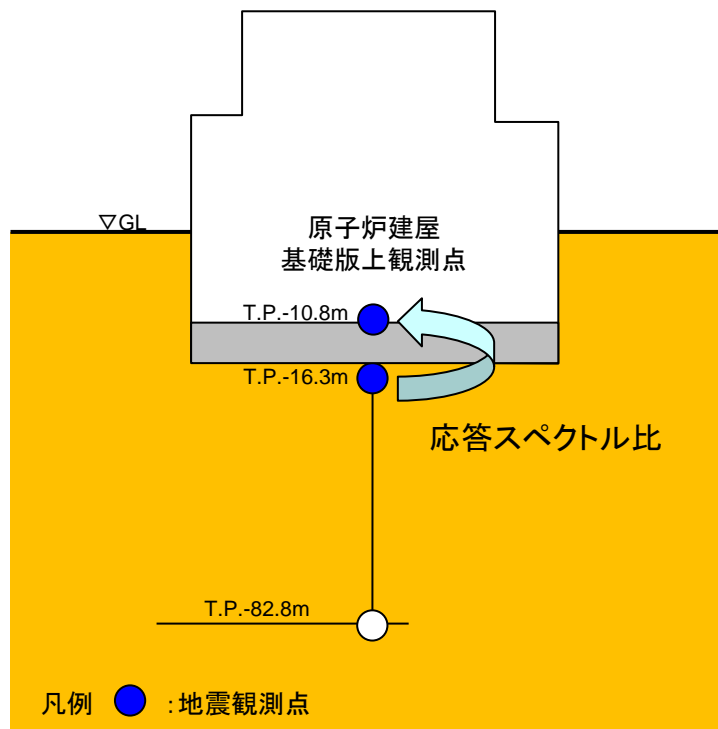 ▽GL
原子炉建屋
基礎版上観測点
T.P.-10.8m
T.P.-16.3m
応答スペクトル比
T.P.-82.8m
凡例 :地震観測点